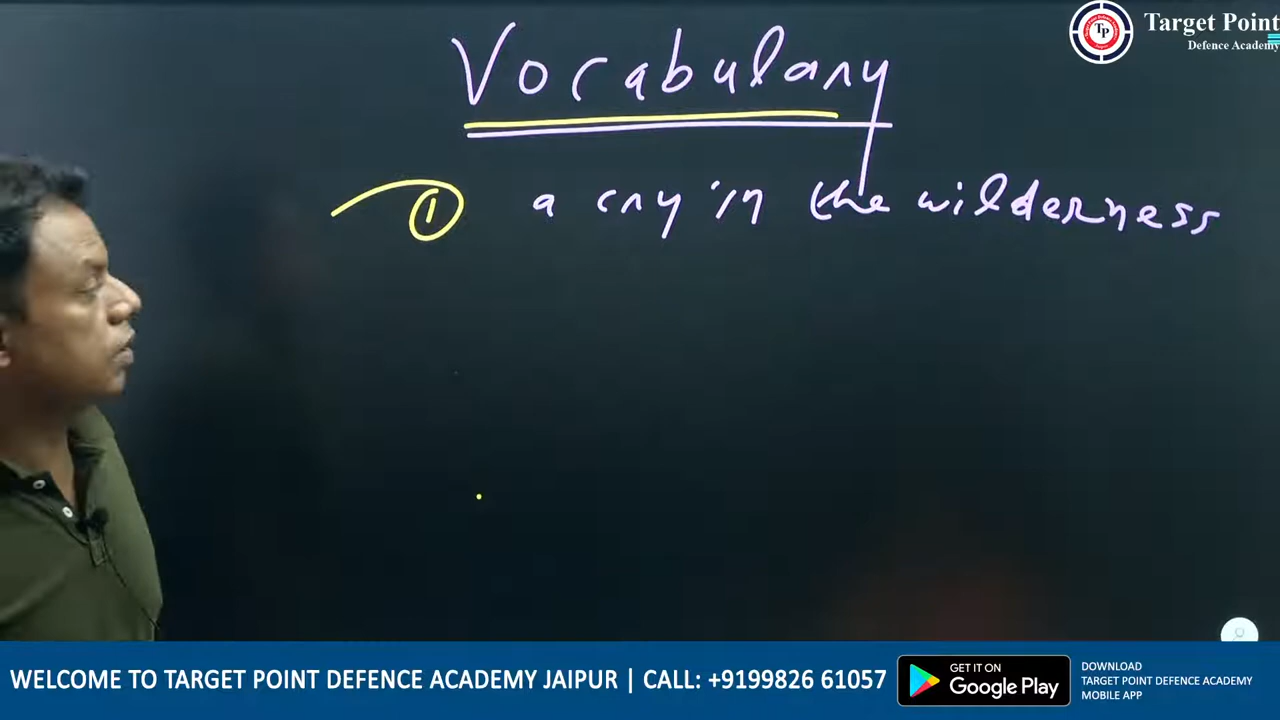 Target Point
Defence Academy
TP
Vocabulary
1 a cry in the wilderness
WELCOME TO TARGET POINT DEFENCE ACADEMY JAIPUR | CALL: +9199826 61057
GET IT ON
Google Play
DOWNLOAD
TARGET POINT DEFENCE ACADEMY
MOBILE APP